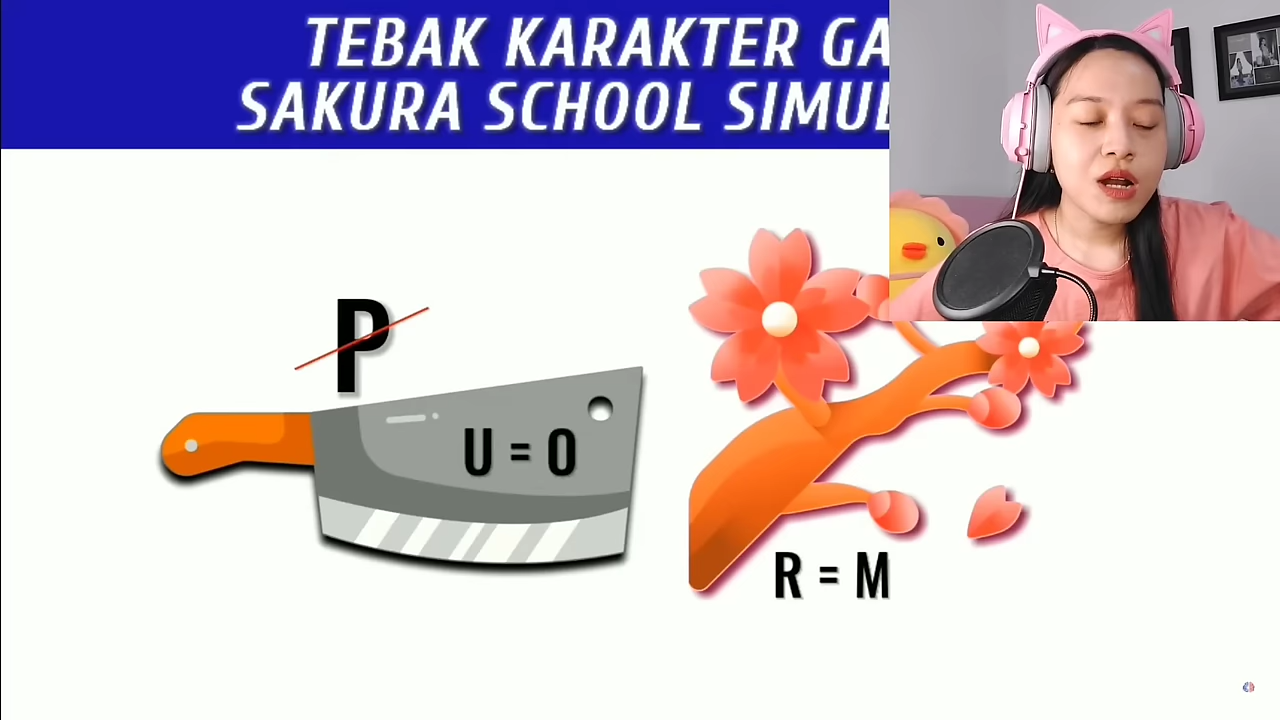 TEBAK KARAKTER GA
SAKURA SCHOOL SIMUL
P
U = O
R = M